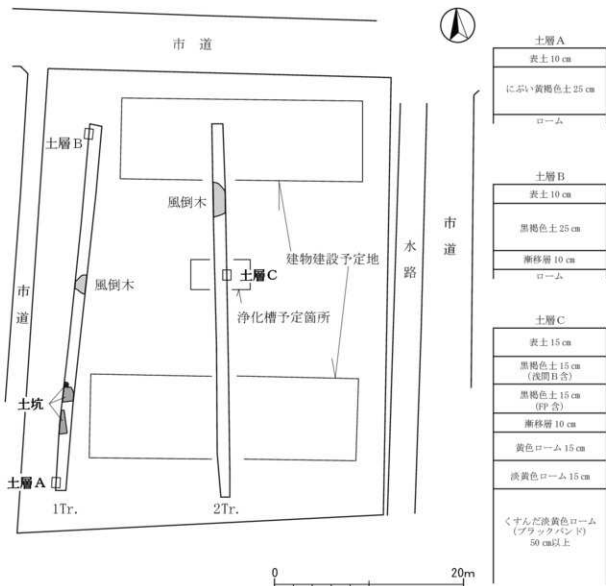 市道
市道
市道
水路
土層B
風倒木
風倒木
建物建設予定地
土層C
浄化槽予定箇所
土坑
土層A
1Tr.
2Tr.
0
20m
土層A
表土 10 cm
にぶい黄褐色土 25 cm
ローム
土層B
表土 10 cm
黒褐色土 25 cm
漸移層 10 cm
ローム
土層C
表土 15 cm
黒褐色土 15 cm
(浅間B含)
黒褐色土 15 cm
(FP 含)
漸移層 10 cm
黄色ローム 15 cm
淡黄色ローム 15 cm
くすんだ淡黄色ローム
(ブラックバンド)
50 cm以上